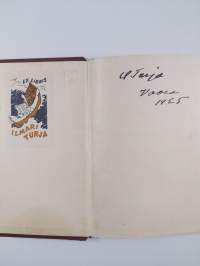 EX LIBRIS
ILMARI
TURJA
I Turja
Vaasa
1955